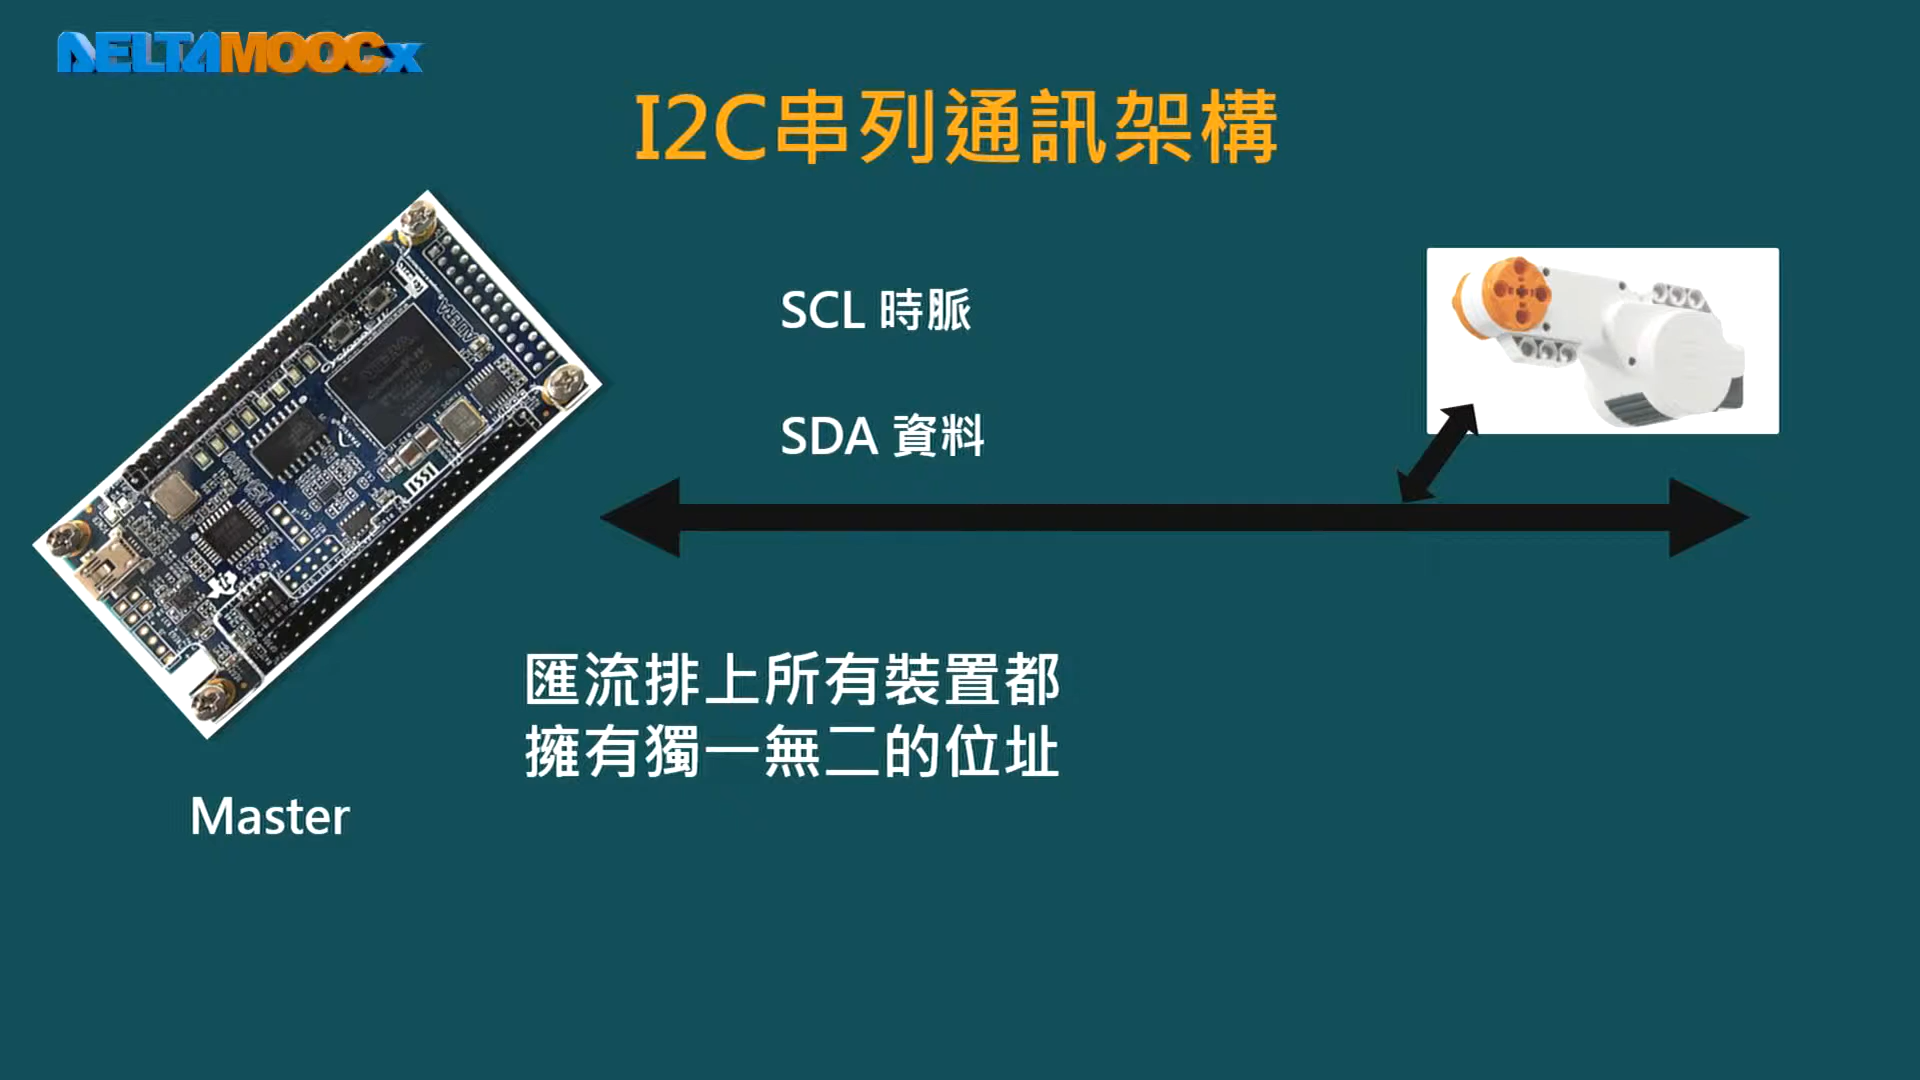 DELTAMOOCx
I2C串列通訊架構
SCL 時脈
SDA 資料
ISSI
匯流排上所有裝置都
擁有獨一無二的位址
Master